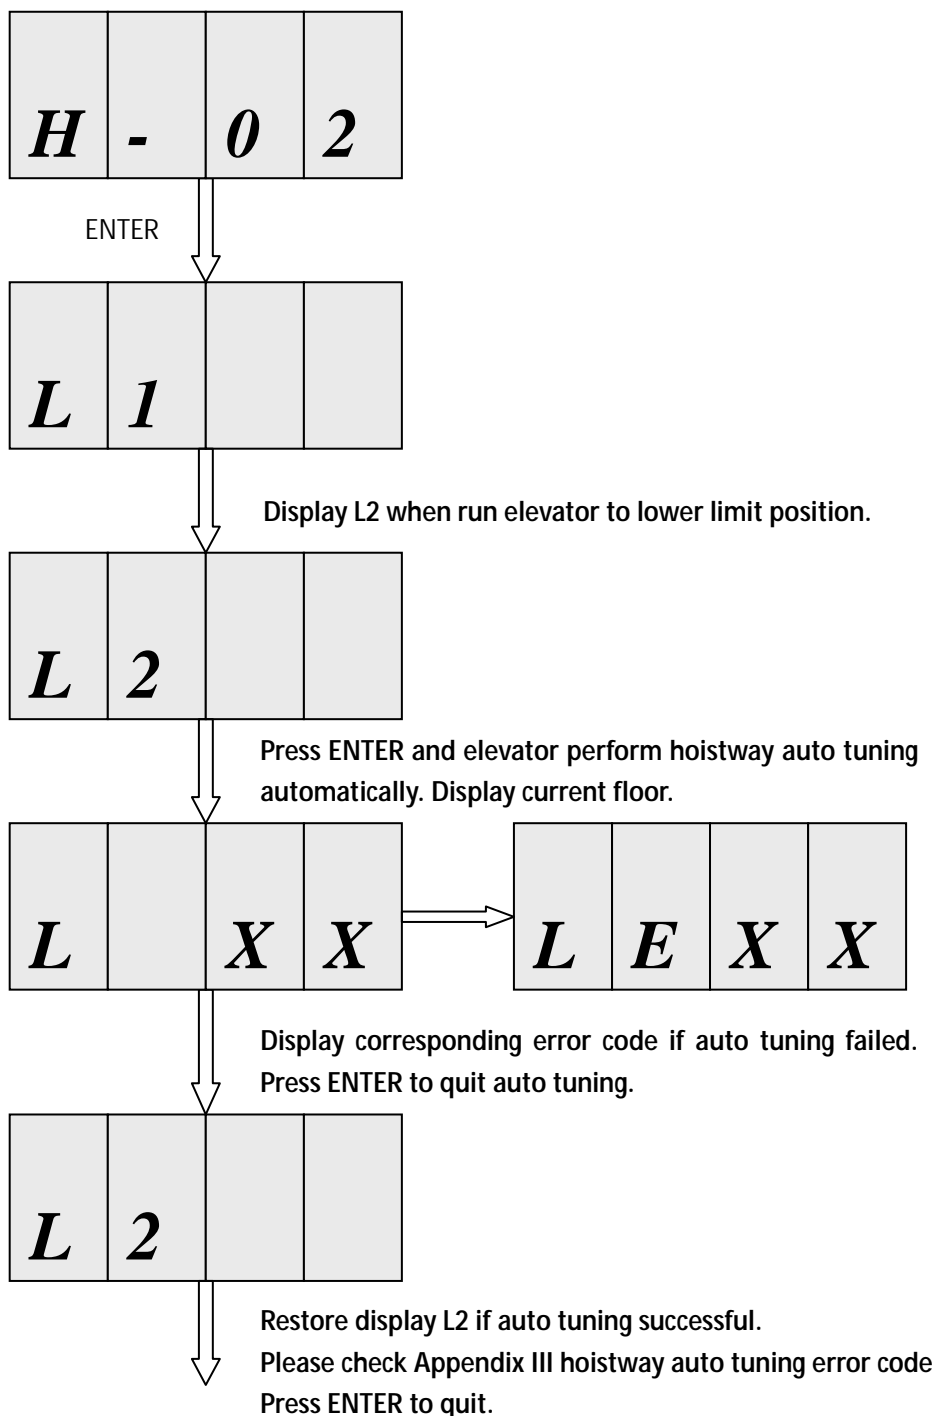 H - 0 2
ENTER
L 1
Display L2 when run elevator to lower limit position.
L 2
Press ENTER and elevator perform hoistway auto tuning
automatically. Display current floor.
L X X
L E X X
Display corresponding error code if auto tuning failed.
Press ENTER to quit auto tuning.
L 2
Restore display L2 if auto tuning successful.
Please check Appendix III hoistway auto tuning error code
Press ENTER to quit.